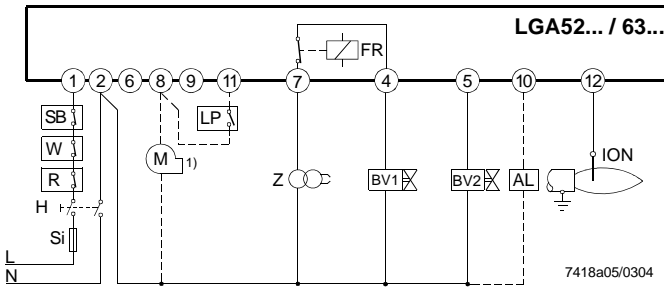 LGA52... / 63...
FR
1 2 6 8 9 11 7 4 5 10 12
SB
LP
W
M 1)
ION
Z
BV1
BV2
AL
R
H
Si
L
N
7418a05/0304